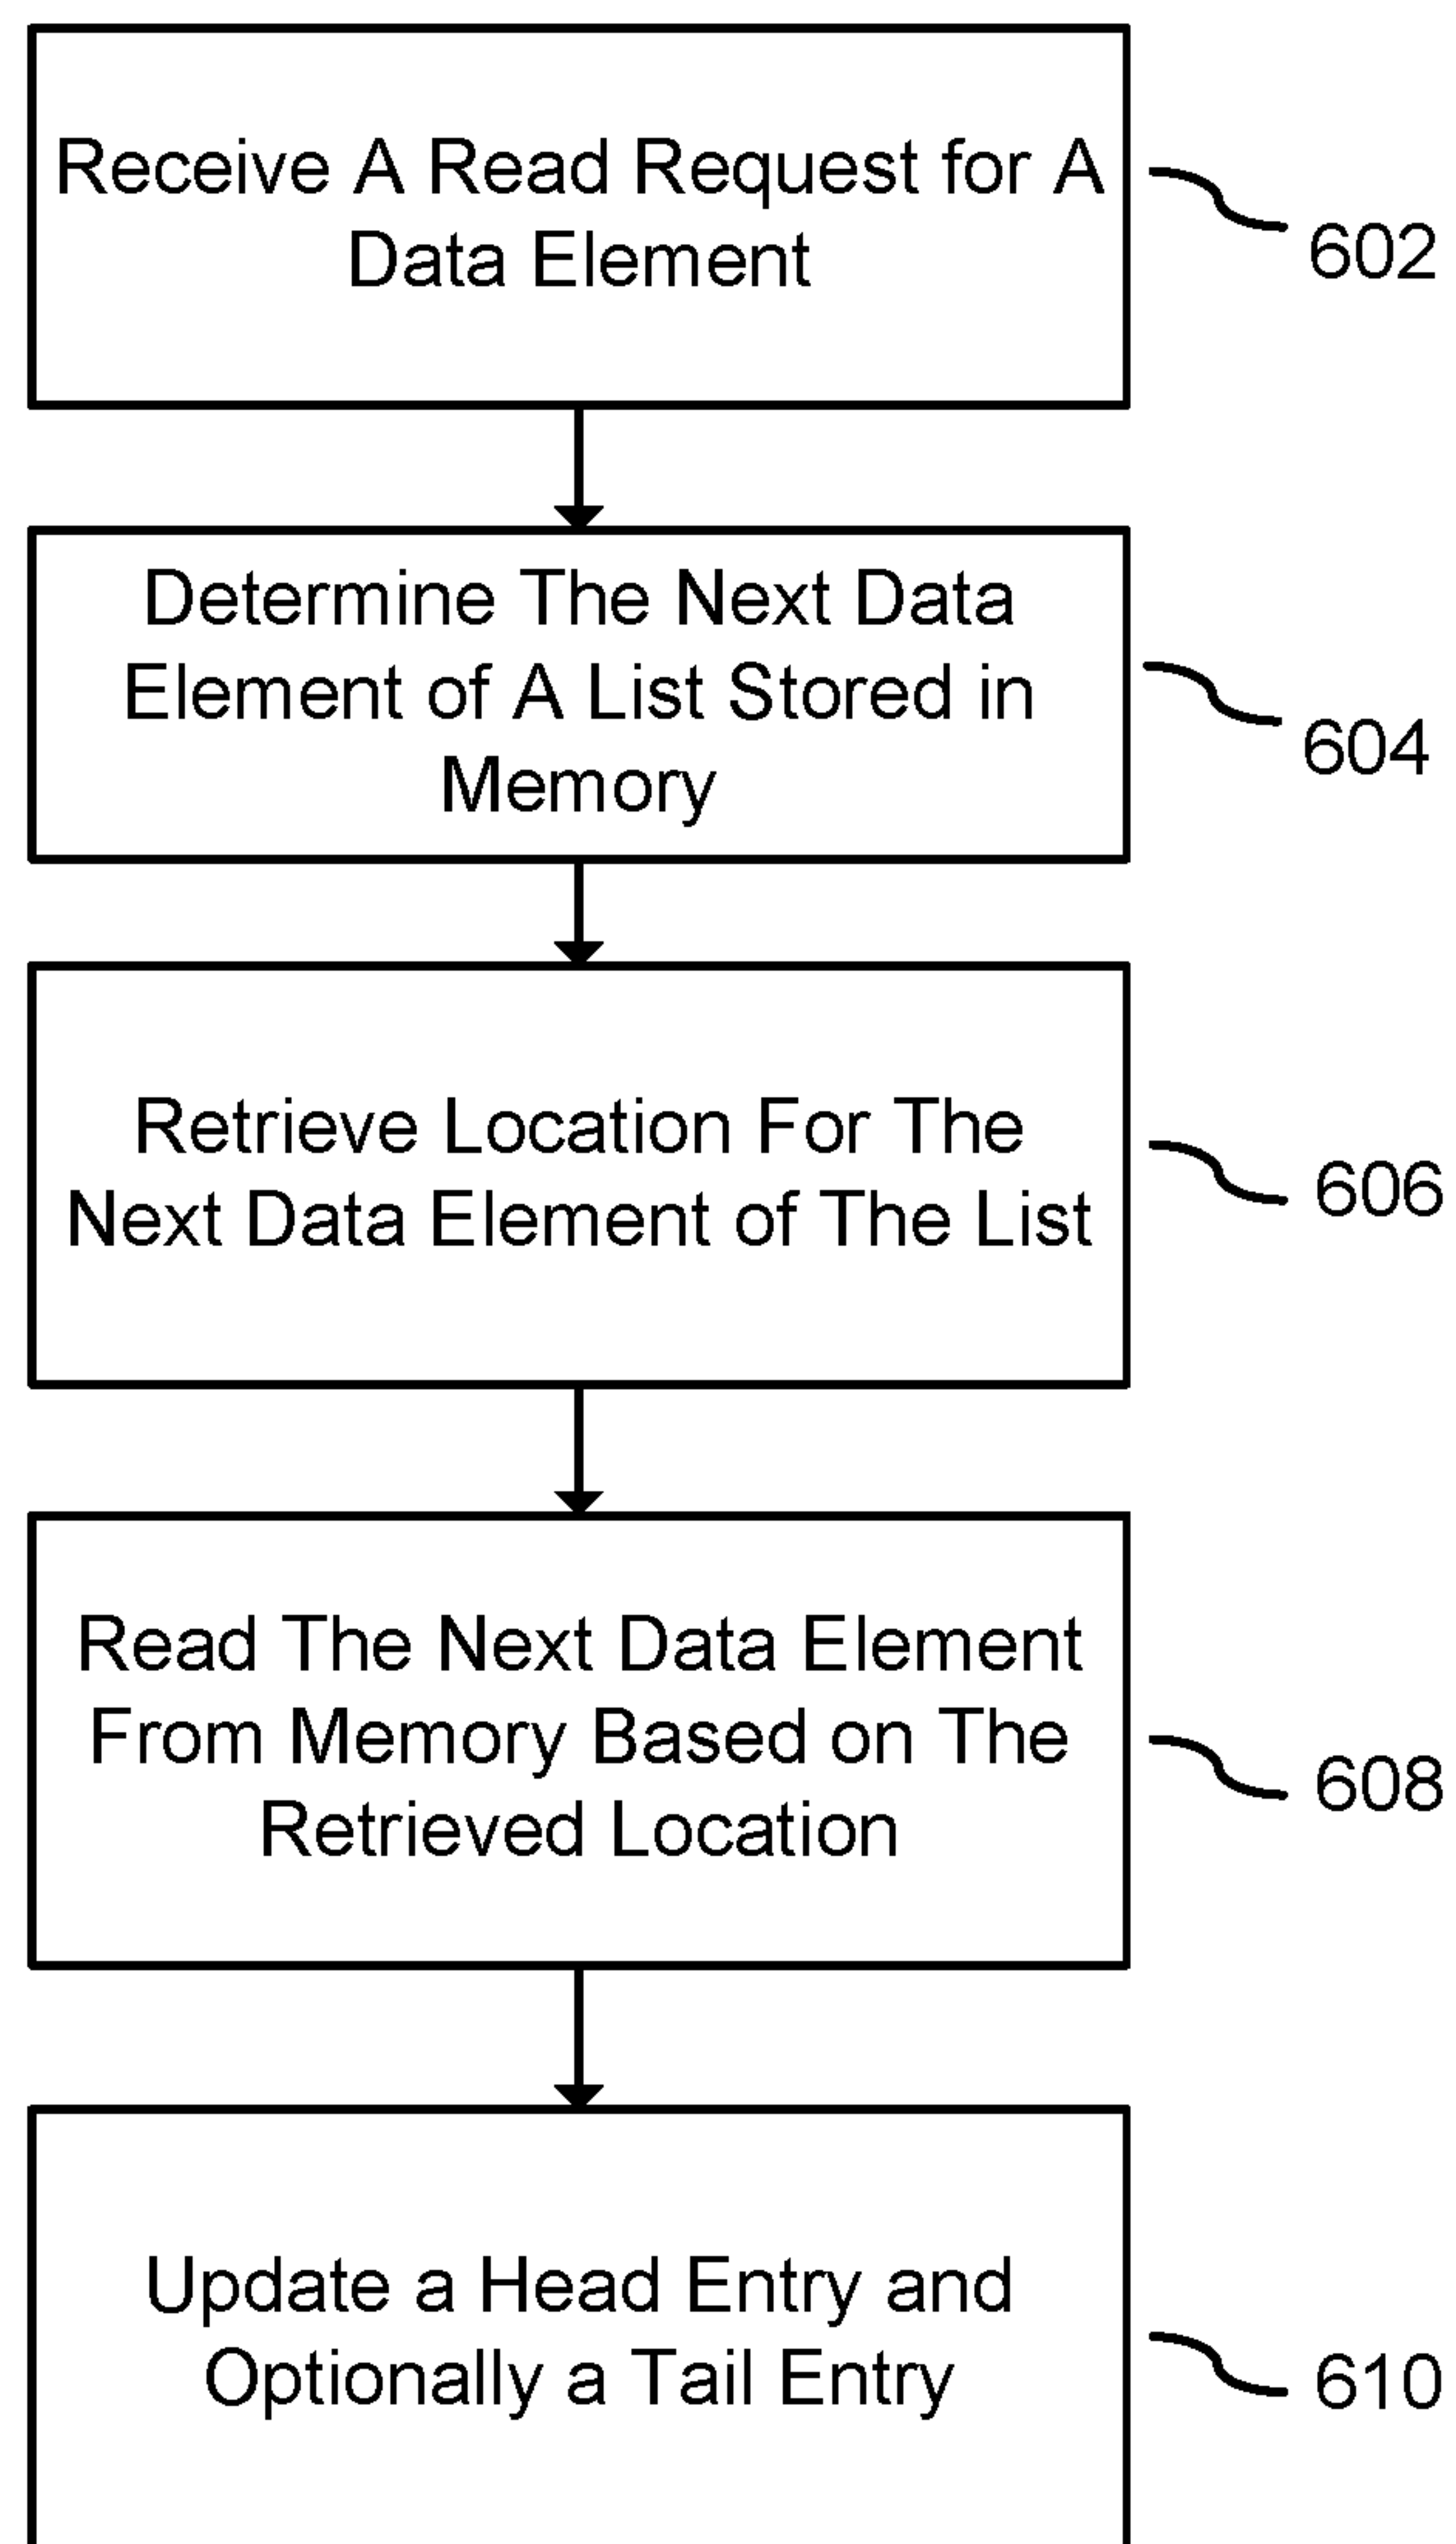 Receive A Read Request for A
Data Element
602
Determine The Next Data
Element of A List Stored in
Memory
604
Retrieve Location For The
Next Data Element of The List
606
Read The Next Data Element
From Memory Based on The
Retrieved Location
608
Update a Head Entry and
Optionally a Tail Entry
610